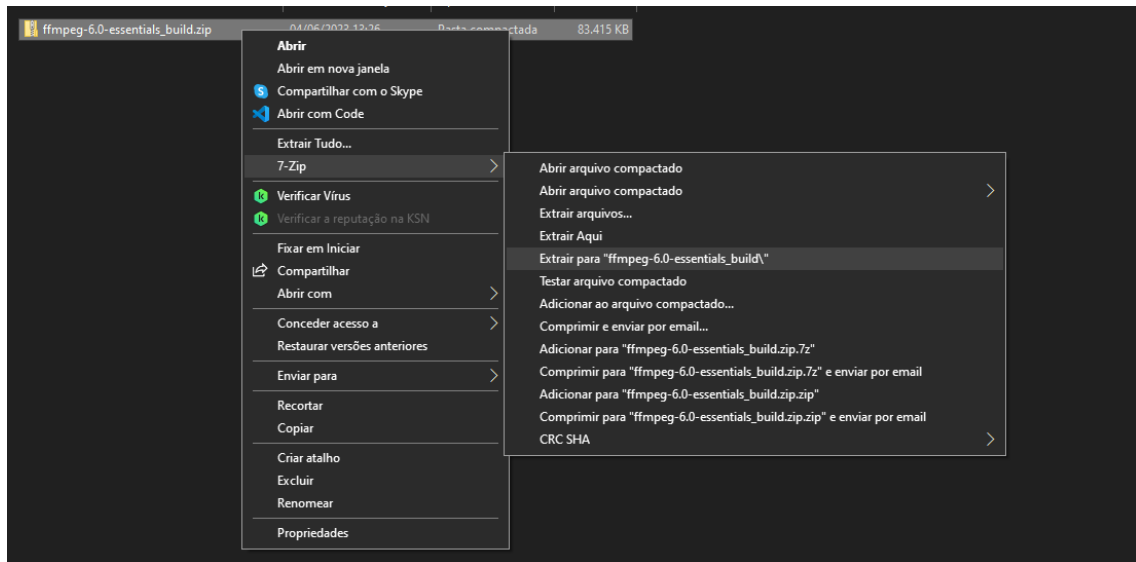 ffmpeg-6.0-essentials_build.zip 04/06/2023 13:26 Pasta compactada 83.415 KB
Abrir
Abrir em nova janela
Compartilhar com o Skype
Abrir com Code
Extrair Tudo...
7-Zip
Verificar Vírus
Verificar a reputação na KSN
Fixar em Iniciar
Compartilhar
Abrir com
Conceder acesso a
Restaurar versões anteriores
Enviar para
Recortar
Copiar
Criar atalho
Excluir
Renomear
Propriedades
Abrir arquivo compactado
Abrir arquivo compactado
Extrair arquivos...
Extrair Aqui
Extrair para "ffmpeg-6.0-essentials_build\"
Testar arquivo compactado
Adicionar ao arquivo compactado...
Comprimir e enviar por email...
Adicionar para "ffmpeg-6.0-essentials_build.zip.7z"
Comprimir para "ffmpeg-6.0-essentials_build.zip.7z" e enviar por email
Adicionar para "ffmpeg-6.0-essentials_build.zip.zip"
Comprimir para "ffmpeg-6.0-essentials_build.zip.zip" e enviar por email
CRC SHA